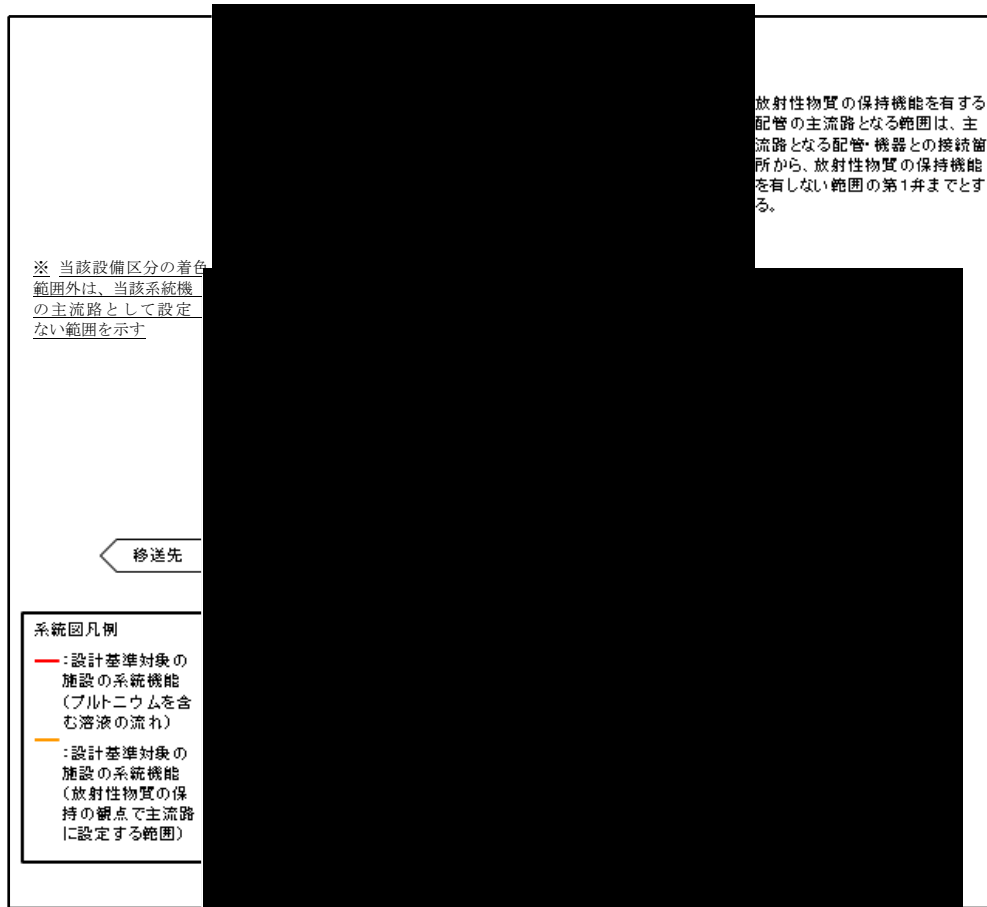 放射性物質の保持機能を有する
配管の主流路となる範囲は、主
流路となる配管・機器との接続箇
所から、放射性物質の保持機能
を有しない範囲の第1弁までとす
る。
※ 当該設備区分の着色
範囲外は、当該系統機
の主流路として設定
ない範囲を示す
移送先
系統図凡例
:設計基準対象の
施設の系統機能
(プルトニウムを含
む溶液の流れ)
:設計基準対象の
施設の系統機能
(放射性物質の保
持の観点で主流路
に設定する範囲)